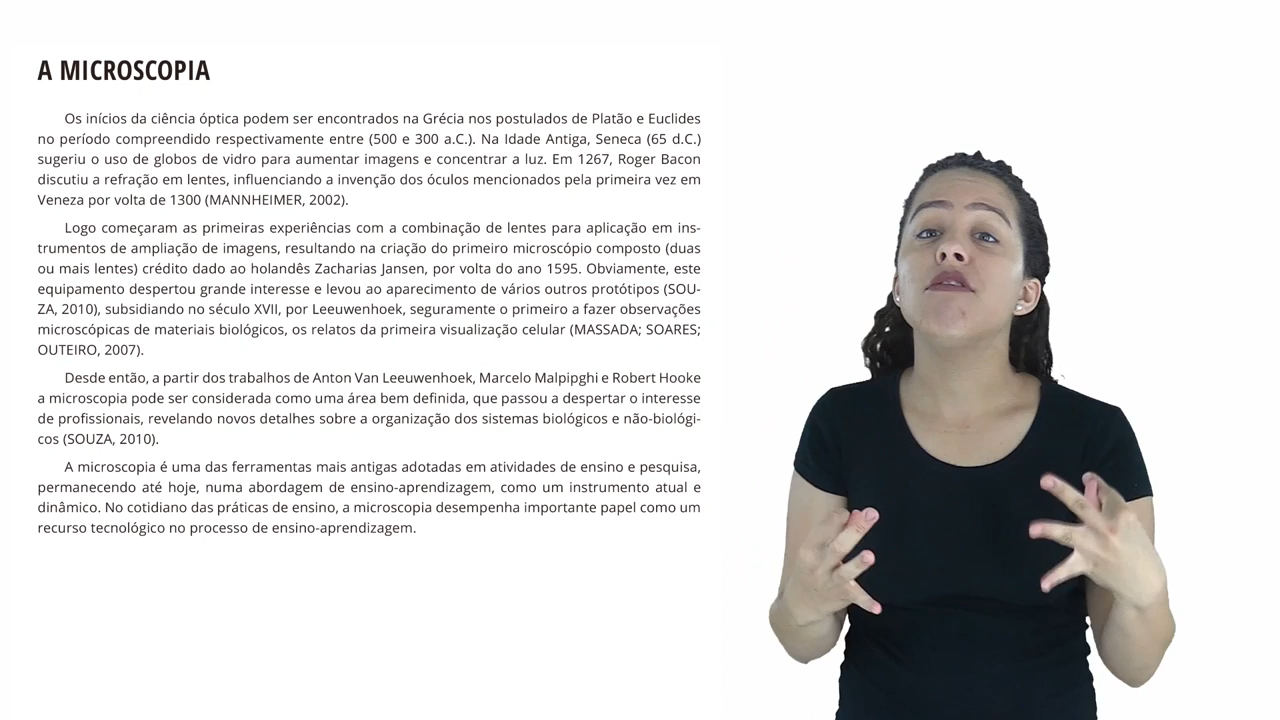 A MICROSCOPIA
Os inícios da ciência óptica podem ser encontrados na Grécia nos postulados de Platão e Euclides
no período compreendido respectivamente entre (500 e 300 a.C.). Na Idade Antiga, Seneca (65 d.C.)
sugeriu o uso de globos de vidro para aumentar imagens e concentrar a luz. Em 1267, Roger Bacon
discutiu a refração em lentes, influenciando a invenção dos óculos mencionados pela primeira vez em
Veneza por volta de 1300 (MANNHEIMER, 2002).
Logo começaram as primeiras experiências com a combinação de lentes para aplicação em ins-
trumentos de ampliação de imagens, resultando na criação do primeiro microscópio composto (duas
ou mais lentes) crédito dado ao holandês Zacharias Jansen, por volta do ano 1595. Obviamente, este
equipamento despertou grande interesse e levou ao aparecimento de vários outros protótipos (SOU-
ZA, 2010), subsidiando no século XVII, por Leeuwenhoek, seguramente o primeiro a fazer observações
microscópicas de materiais biológicos, os relatos da primeira visualização celular (MASSADA; SOARES;
OUTEIRO, 2007).
Desde então, a partir dos trabalhos de Anton Van Leeuwenhoek, Marcelo Malpipghi e Robert Hooke
a microscopia pode ser considerada como uma área bem definida, que passou a despertar o interesse
de profissionais, revelando novos detalhes sobre a organização dos sistemas biológicos e não-biológi-
cos (SOUZA, 2010).
A microscopia é uma das ferramentas mais antigas adotadas em atividades de ensino e pesquisa,
permanecendo até hoje, numa abordagem de ensino-aprendizagem, como um instrumento atual e
dinâmico. No cotidiano das práticas de ensino, a microscopia desempenha importante papel como um
recurso tecnológico no processo de ensino-aprendizagem.